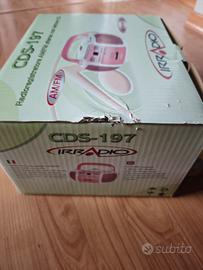 CDS-197
Radioregistratore
AM/FM
IRRADIO
CDS-197
IRRADIO
subito